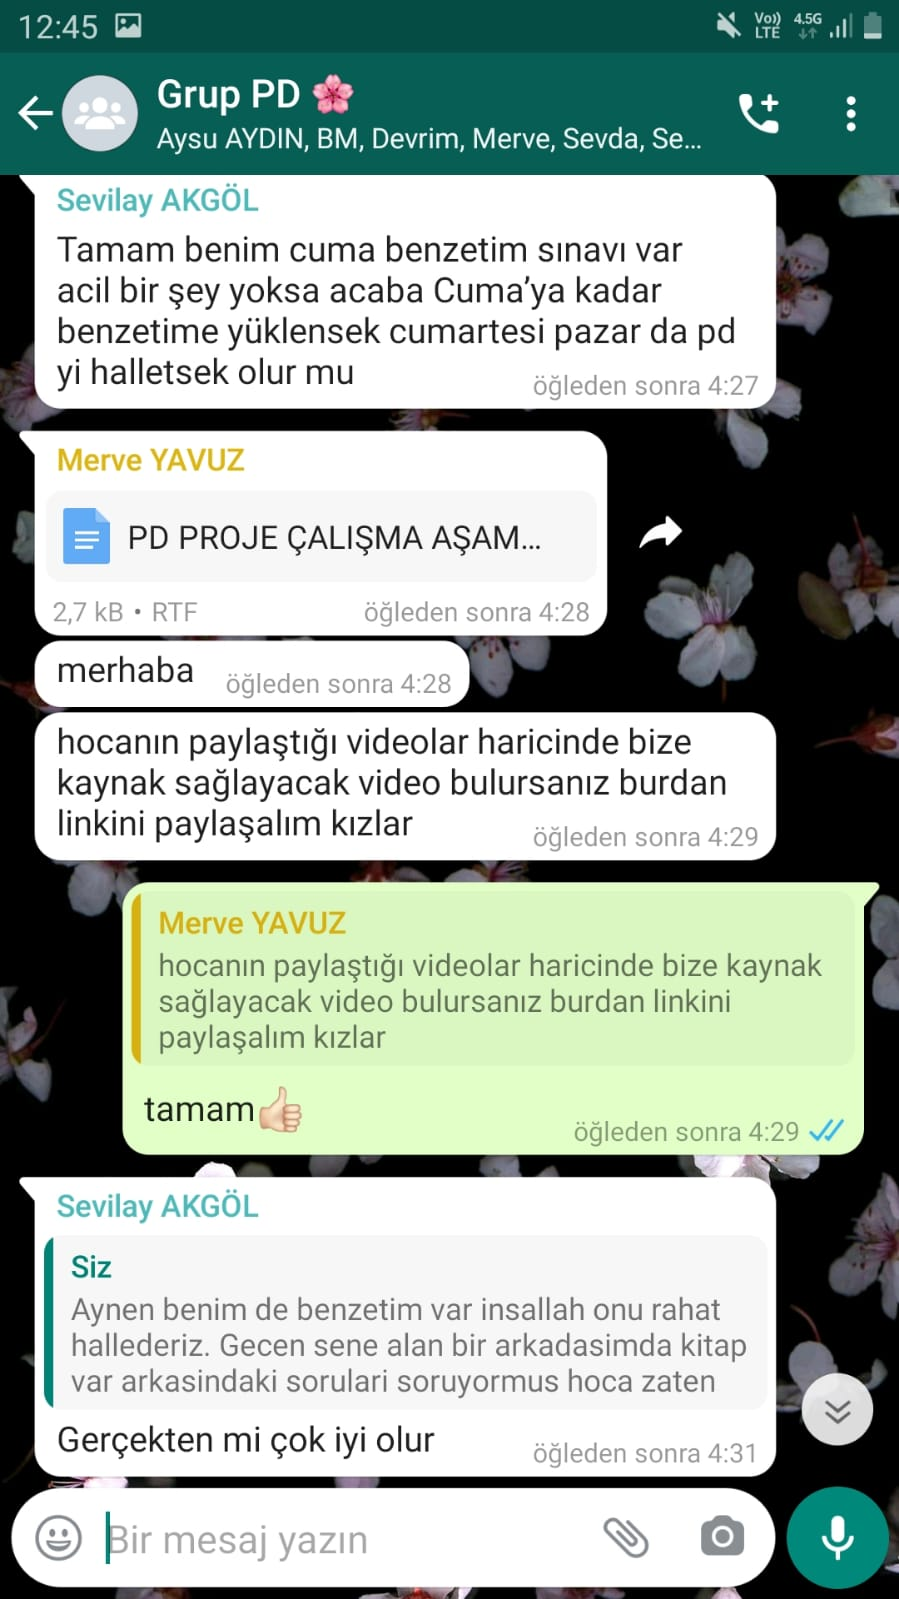 12:45
Vo)) LTE 4.5G
Grup PD 🌸
Aysu AYDIN, BM, Devrim, Merve, Sevda, Se...
Sevilay AKGÖL
Tamam benim cuma benzetim sınavı var
acil bir şey yoksa acaba Cuma'ya kadar
benzetime yüklensek cumartesi pazar da pd
yi halletsek olur mu
öğleden sonra 4:27
Merve YAVUZ
PD PROJE ÇALIŞMA AŞAM...
2,7 kB • RTF
öğleden sonra 4:28
merhaba
öğleden sonra 4:28
hocanın paylaştığı videolar haricinde bize
kaynak sağlayacak video bulursanız burdan
linkini paylaşalım kızlar
öğleden sonra 4:29
Merve YAVUZ
hocanın paylaştığı videolar haricinde bize kaynak
sağlayacak video bulursanız burdan linkini
paylaşalım kızlar
tamam👍🏻
öğleden sonra 4:29
Sevilay AKGÖL
Siz
Aynen benim de benzetim var insallah onu rahat
hallederiz. Gecen sene alan bir arkadasimda kitap
var arkasindaki sorulari soruyormus hoca zaten
Gerçekten mi çok iyi olur
öğleden sonra 4:31
Bir mesaj yazın